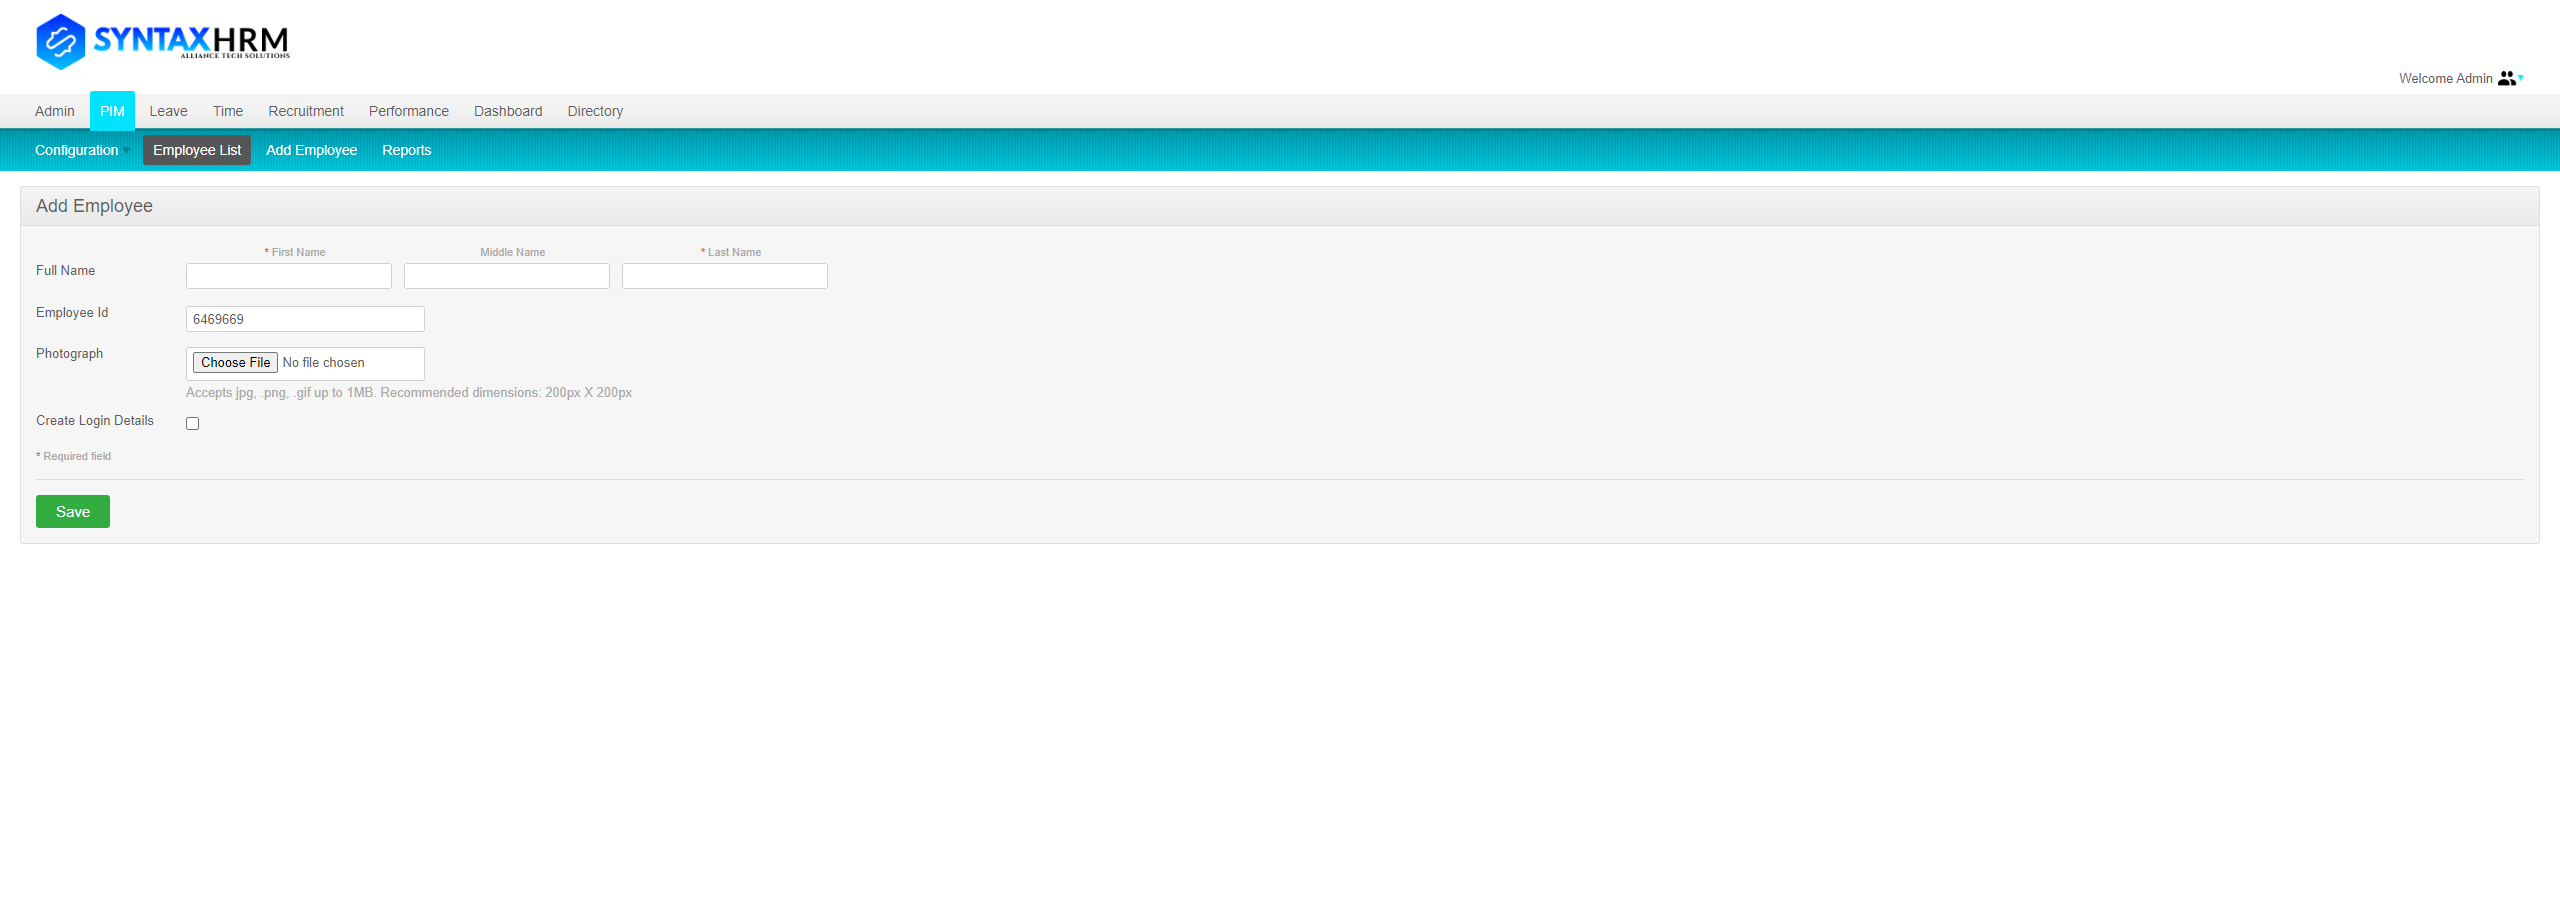 SYNTAXHRM
ALLIANCE TECH SOLUTIONS
Welcome Admin
Admin PIM Leave Time Recruitment Performance Dashboard Directory
Configuration Employee List Add Employee Reports
Add Employee
* First Name Middle Name * Last Name
Full Name
Employee Id 6469669
Photograph Choose File No file chosen
Accepts jpg, .png, .gif up to 1MB. Recommended dimensions: 200px X 200px
Create Login Details
* Required field
Save